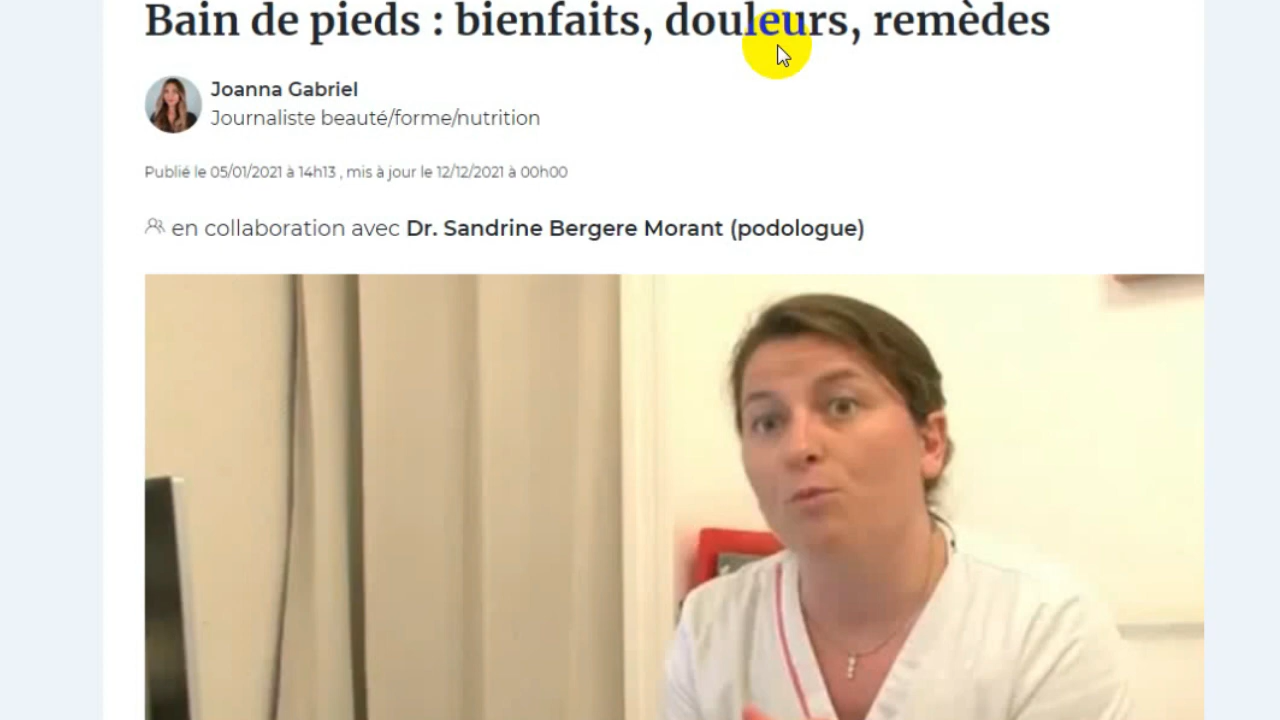 Bain de pieds : bienfaits, douleurs, remèdes
Joanna Gabriel
Journaliste beauté/forme/nutrition
Publié le 05/01/2021 à 14h13 , mis à jour le 12/12/2021 à 00h00
en collaboration avec Dr. Sandrine Bergere Morant (podologue)